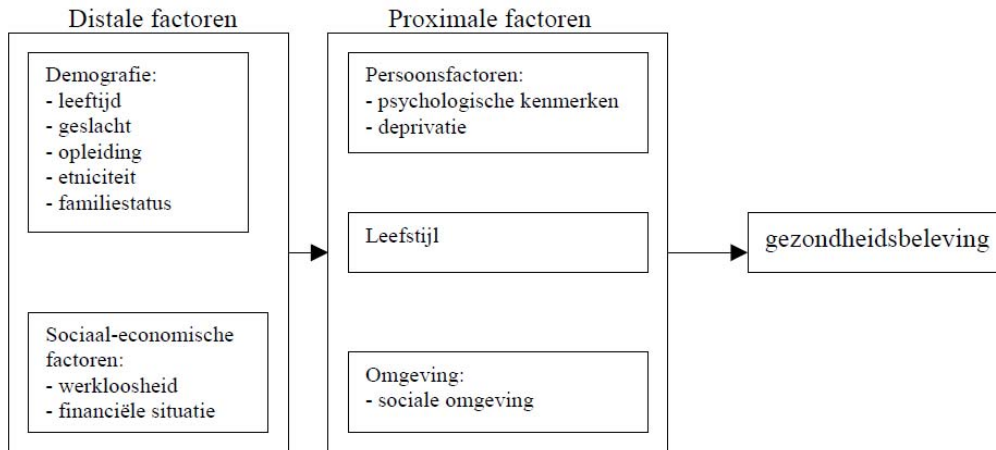 Distale factoren
Demografie:
- leeftijd
- geslacht
- opleiding
- etniciteit
- familiestatus
Sociaal-economische
factoren:
- werkloosheid
- financiële situatie
Proximale factoren
Persoonsfactoren:
- psychologische kenmerken
- deprivatie
Leefstijl
Omgeving:
- sociale omgeving
gezondheidsbeleving